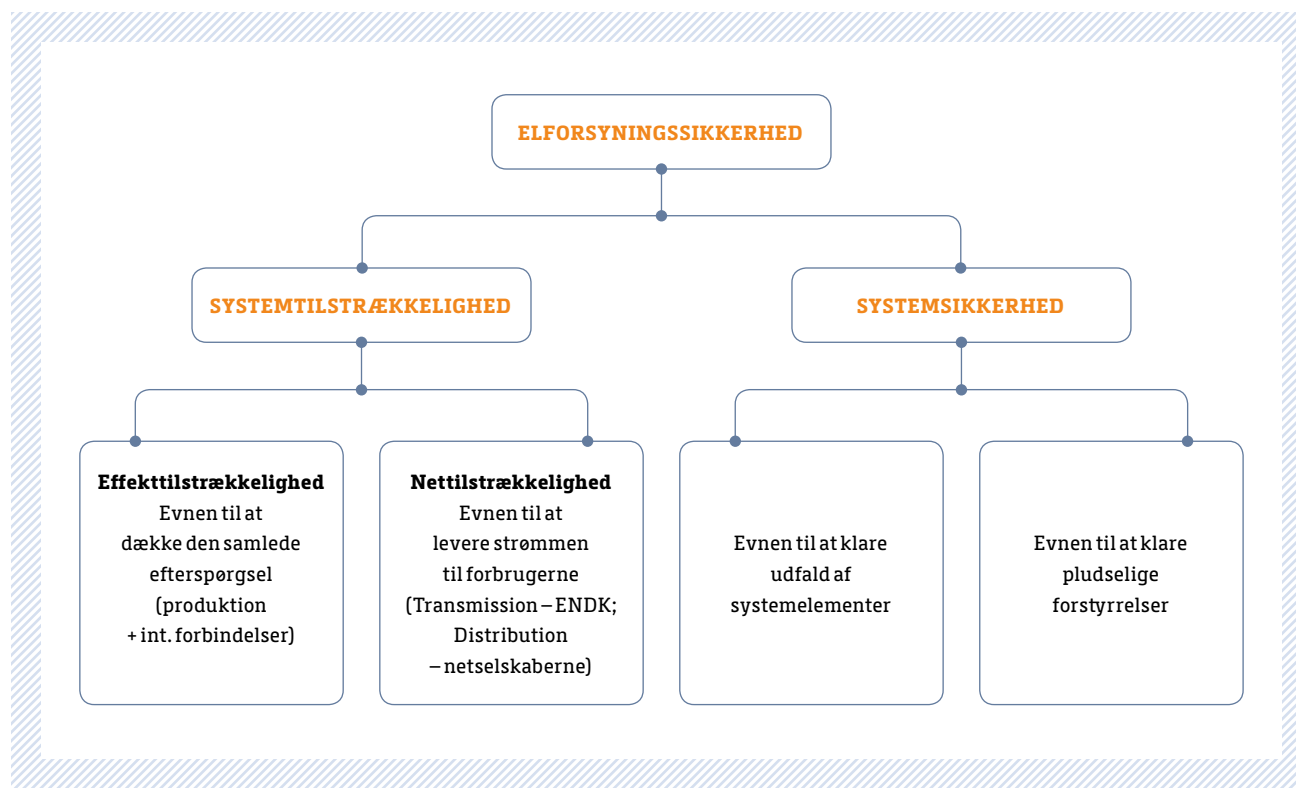 ELFORSYNINGSSIKKERHED
SYSTEMTILSTRÆKKELIGHED
SYSTEMSIKKERHED
Effekttilstrækkelighed
Evnen til at
dække den samlede
efterspørgsel
(produktion
+ int. forbindelser)
Nettilstrækkelighed
Evnen til at
levere strømmen
til forbrugerne
(Transmission – ENDK;
Distribution
– netselskaberne)
Evnen til at klare
udfald af
systemelementer
Evnen til at klare
pludselige
forstyrrelser